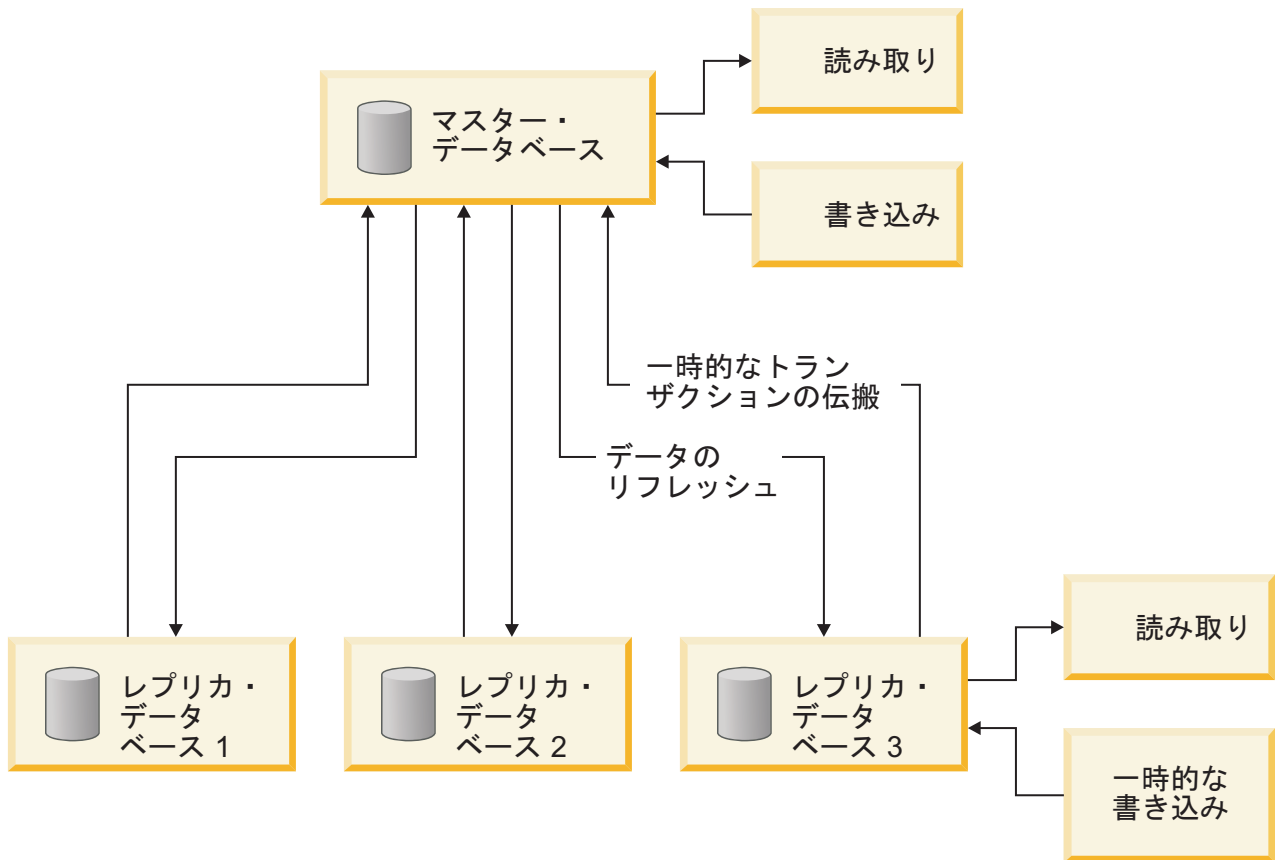 読み取り
マスター・
データベース
書き込み
一時的なトラン
ザクションの伝搬
データの
リフレッシュ
レプリカ・
データ
ベース 1
レプリカ・
データ
ベース 2
レプリカ・
データ
ベース 3
読み取り
一時的な
書き込み